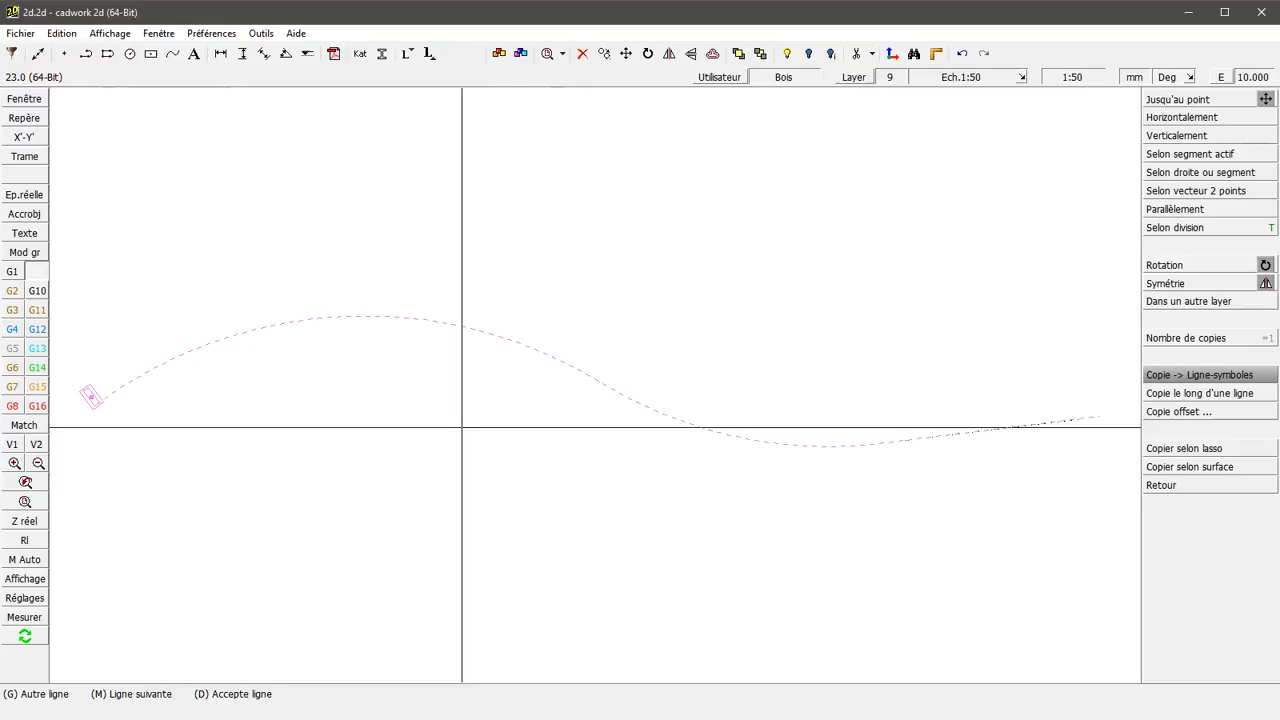 2d.2d - cadwork 2d (64-Bit)
Fichier Edition Affichage Fenêtre Préférences Outils Aide
Kat
23.0 (64-Bit)
Utilisateur Bois Layer 9 Ech.1:50 1:50 mm Deg E 10.000
Fenêtre
Repère
X'-Y'
Trame
Ep.réelle
Accrobj
Texte
Mod gr
G1
G2 G10
G3 G11
G4 G12
G5 G13
G6 G14
G7 G15
G8 G16
Match
V1 V2
Z réel
Rl
M Auto
Affichage
Réglages
Mesurer
Jusqu'au point
Horizontalement
Verticalement
Selon segment actif
Selon droite ou segment
Selon vecteur 2 points
Parallèlement
Selon division T
Rotation
Symétrie
Dans un autre layer
Nombre de copies =1
Copie -> Ligne-symboles
Copie le long d'une ligne
Copie offset ...
Copier selon lasso
Copier selon surface
Retour
(G) Autre ligne (M) Ligne suivante (D) Accepte ligne